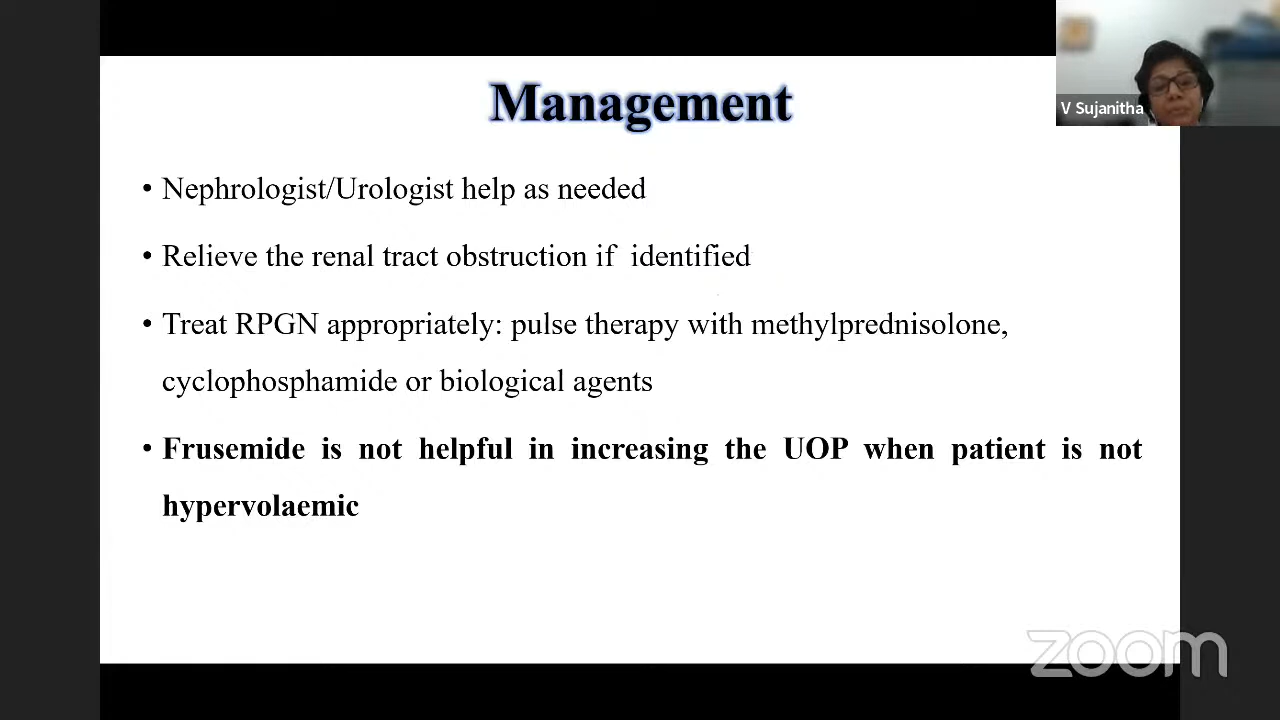 Management
V Sujanitha
• Nephrologist/Urologist help as needed
• Relieve the renal tract obstruction if identified
• Treat RPGN appropriately: pulse therapy with methylprednisolone,
cyclophosphamide or biological agents
• Frusemide is not helpful in increasing the UOP when patient is not
hypervolaemic
zoom